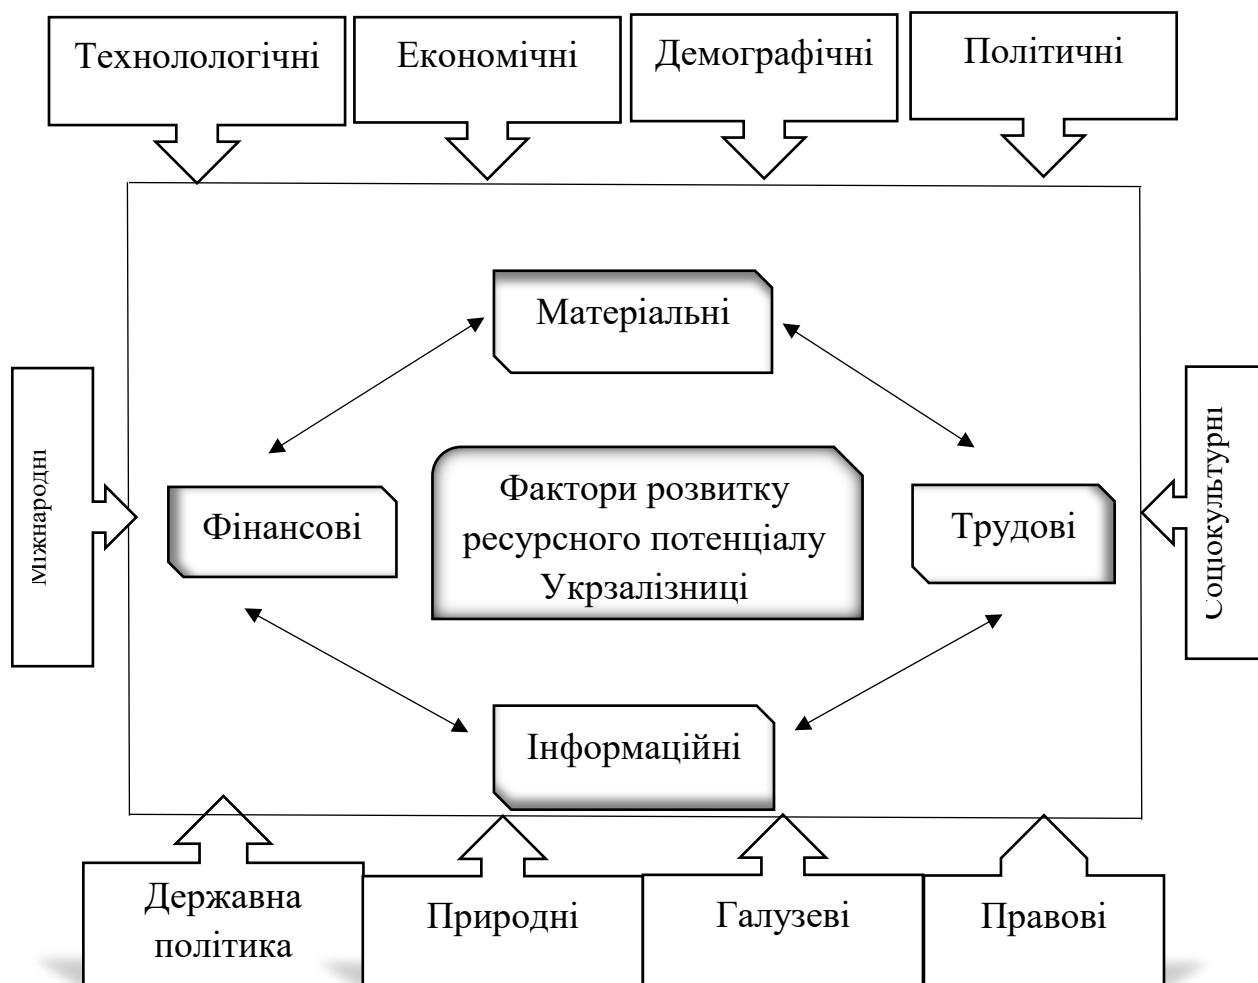 Технолологічні
Економічні
Демографічні
Політичні
Матеріальні
Міжнародні
Соціокультурні
Фінансові
Фактори розвитку
ресурсного потенціалу
Укрзалізниці
Трудові
Інформаційні
Державна
політика
Природні
Галузеві
Правові